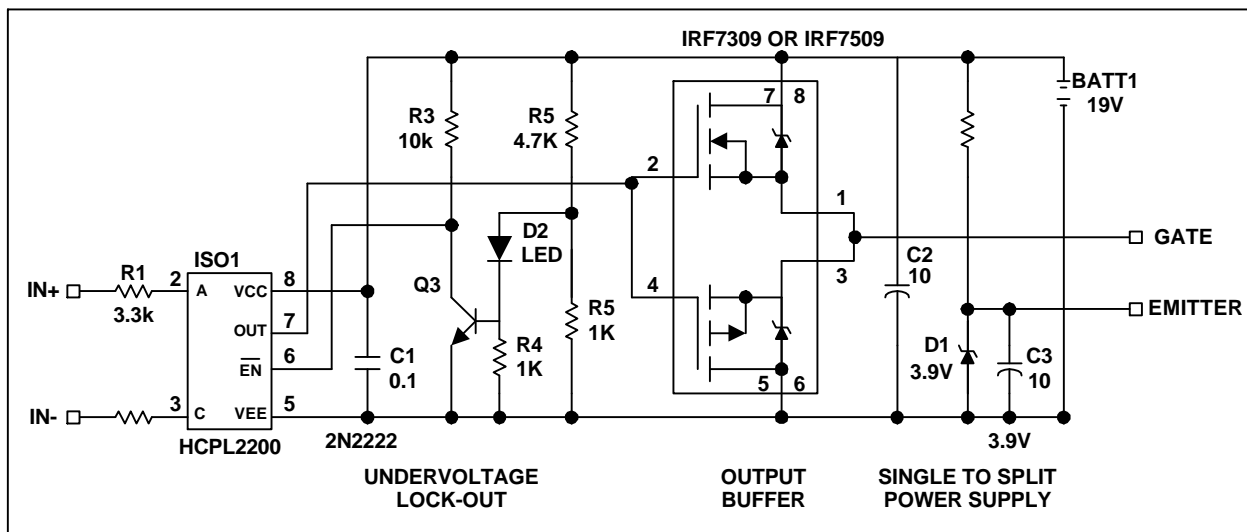 IRF7309 OR IRF7509
BATT1
19V
R3
10k
R5
4.7K
7
8
2
1
D2
LED
GATE
ISO1
C2
10
3
R1
IN+
2
A
VCC
8
Q3
4
EMITTER
3.3k
OUT
7
R5
1K
D1
3.9V
C3
10
EN
6
C1
0.1
R4
1K
5
6
IN-
3
C
VEE
5
HCPL2200
2N2222
3.9V
UNDERVOLTAGE
LOCK-OUT
OUTPUT
BUFFER
SINGLE TO SPLIT
POWER SUPPLY